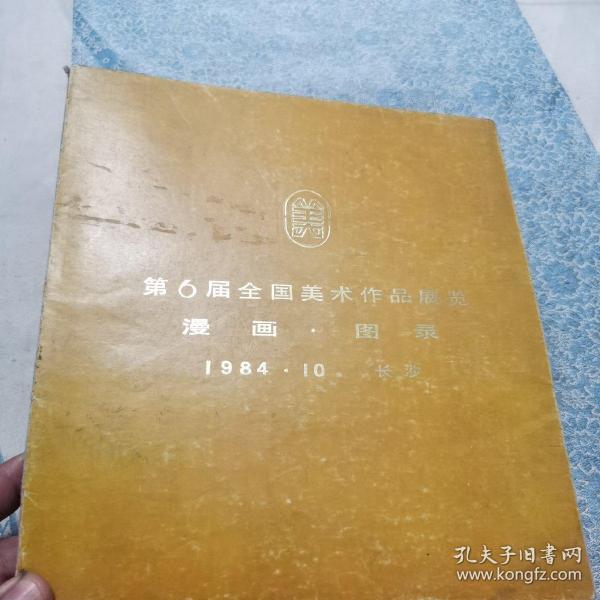 美
第6届全国美术作品展览
漫画·图录
1984·10 长沙
孔夫子旧书网
www.kongfz.com